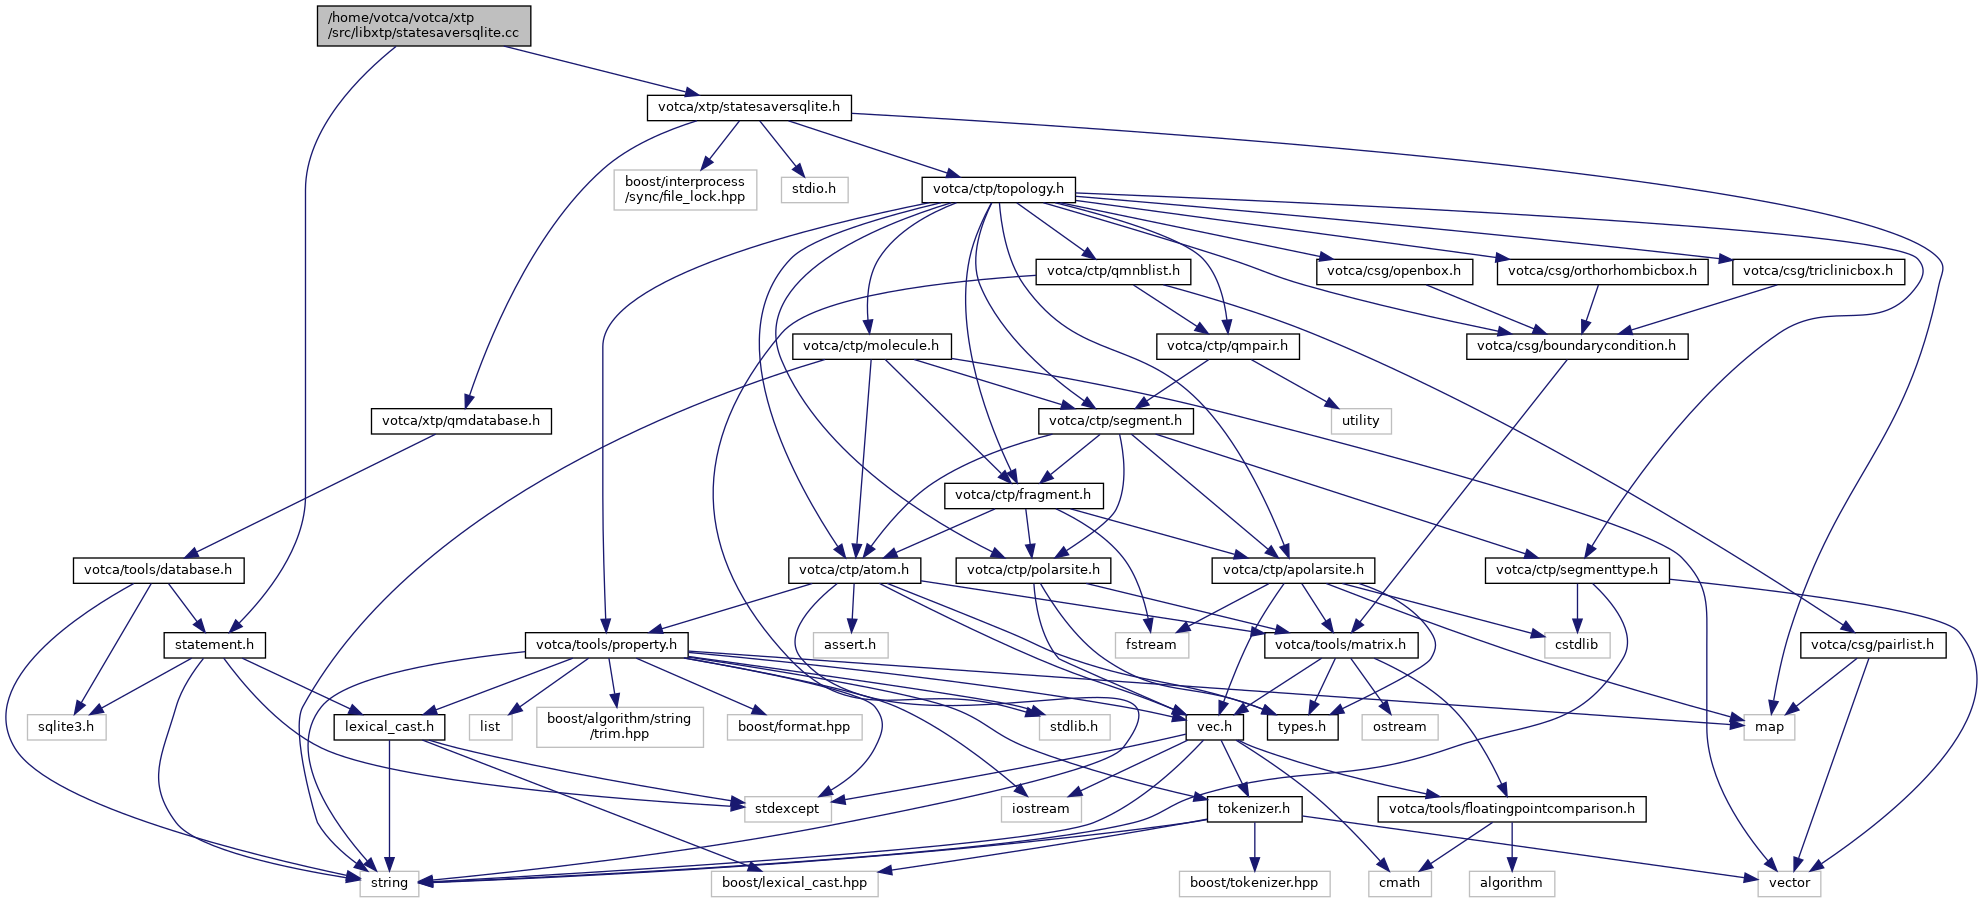 /home/votca/votca/xtp
/src/libxtp/statesaversqlite.cc
votca/xtp/statesaversqlite.h
boost/interprocess
/sync/file_lock.hpp
stdio.h
votca/ctp/topology.h
votca/ctp/qmnblist.h
votca/csg/openbox.h
votca/csg/orthorhombicbox.h
votca/csg/triclinicbox.h
votca/ctp/molecule.h
votca/ctp/qmpair.h
votca/csg/boundarycondition.h
votca/xtp/qmdatabase.h
votca/ctp/segment.h
utility
votca/ctp/fragment.h
votca/tools/database.h
votca/ctp/atom.h
votca/ctp/polarsite.h
votca/ctp/apolarsite.h
votca/ctp/segmenttype.h
statement.h
votca/tools/property.h
assert.h
fstream
votca/tools/matrix.h
cstdlib
votca/csg/pairlist.h
sqlite3.h
lexical_cast.h
list
boost/algorithm/string
/trim.hpp
boost/format.hpp
stdlib.h
vec.h
types.h
ostream
map
stdexcept
iostream
tokenizer.h
votca/tools/floatingpointcomparison.h
string
boost/lexical_cast.hpp
boost/tokenizer.hpp
cmath
algorithm
vector